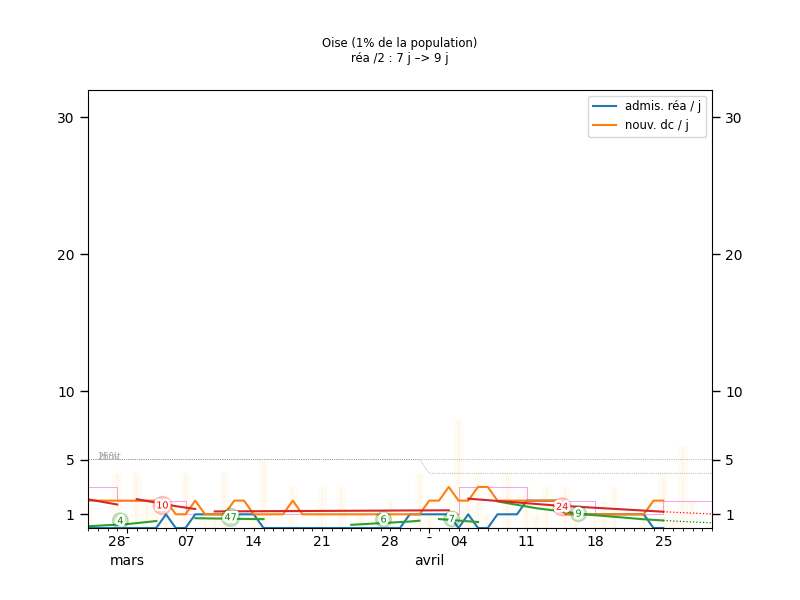 Oise (1% de la population)
réa /2 : 7 j –> 9 j
admis. réa / j
nouv. dc / j
30 30
20 20
10 10
5 5
1 1
4 10 47 6 7 24 9
28 07 14 21 28 04 11 18 25
mars avril